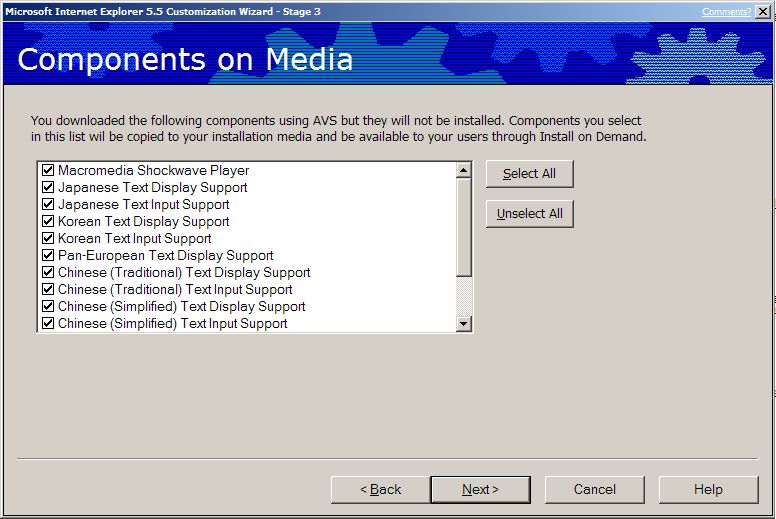 Microsoft Internet Explorer 5.5 Customization Wizard - Stage 3
Comments?
Components on Media
You downloaded the following components using AVS but they will not be installed. Components you select
in this list will be copied to your installation media and be available to your users through Install on Demand.
Macromedia Shockwave Player
Japanese Text Display Support
Japanese Text Input Support
Korean Text Display Support
Korean Text Input Support
Pan-European Text Display Support
Chinese (Traditional) Text Display Support
Chinese (Traditional) Text Input Support
Chinese (Simplified) Text Display Support
Chinese (Simplified) Text Input Support
Select All
Unselect All
< Back
Next >
Cancel
Help